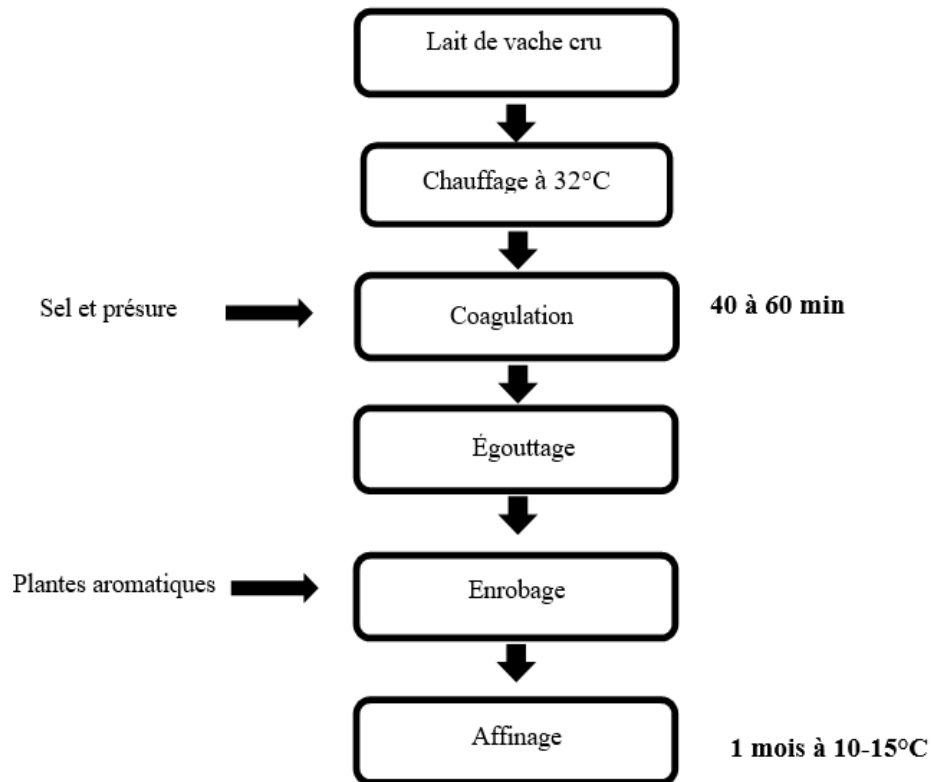 Lait de vache cru
Chauffage à 32°C
Sel et présure
Coagulation
40 à 60 min
Égouttage
Plantes aromatiques
Enrobage
Affinage
1 mois à 10-15°C